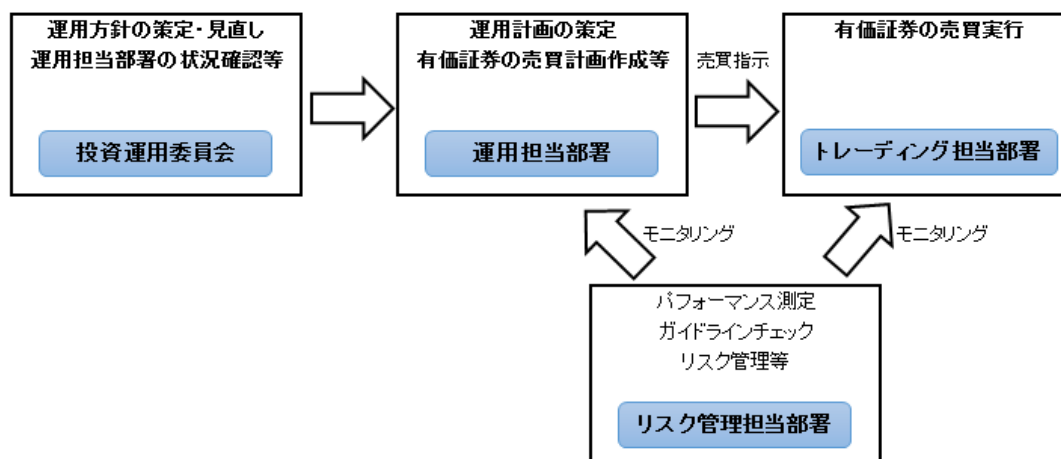 運用方針の策定・見直し
運用担当部署の状況確認等
投資運用委員会
運用計画の策定
有価証券の売買計画作成等
運用担当部署
売買指示
有価証券の売買実行
トレーディング担当部署
モニタリング
モニタリング
パフォーマンス測定
ガイドラインチェック
リスク管理等
リスク管理担当部署